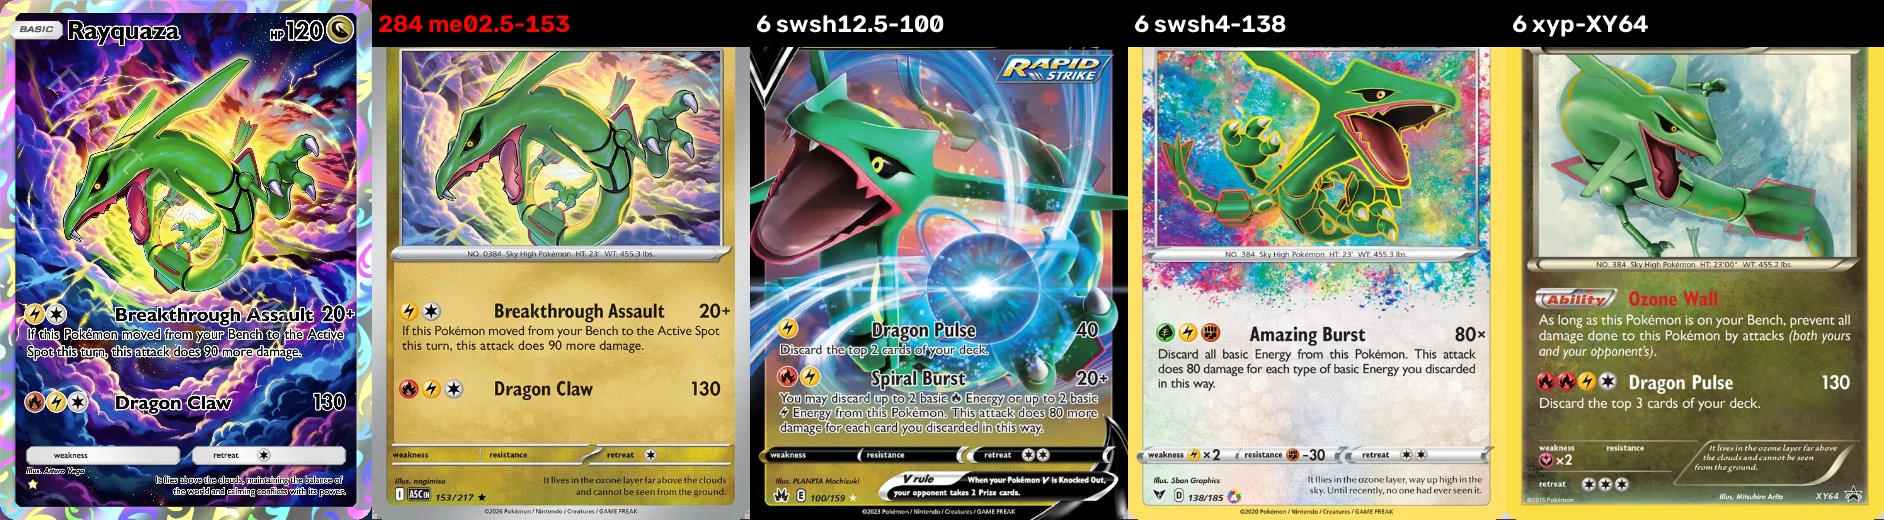 BASIC Rayquaza HP 120
Breakthrough Assault 20+
If this Pokémon moved from your Bench to the Active
Spot this turn, this attack does 90 more damage.
Dragon Claw 130
weakness retreat
Illus. Arturo Vega
It flies above the clouds, maintaining the balance of
the world and calming conflicts with its power.
284 me02.5-153
NO. 0384 Sky High Pokémon HT: 23' WT: 455.3 lbs.
Breakthrough Assault 20+
If this Pokémon moved from your Bench to the Active Spot
this turn, this attack does 90 more damage.
Dragon Claw 130
weakness resistance retreat
Illus. nagimiso
It flies in the ozone layer far above the clouds
and cannot be seen from the ground.
I ASC EN 153/217
©2026 Pokémon / Nintendo / Creatures / GAME FREAK
6 swsh12.5-100
RAPID
STRIKE
Dragon Pulse 40
Discard the top 2 cards of your deck.
Spiral Burst 20+
You may discard up to 2 basic Energy or up to 2 basic
Energy from this Pokémon. This attack does 80 more
damage for each card you discarded in this way.
weakness resistance retreat
Illus. PLANETA Mochizuki
V rule When your Pokémon V is Knocked Out,
your opponent takes 2 Prize cards.
E 100/159
©2023 Pokémon / Nintendo / Creatures / GAME FREAK
6 swsh4-138
NO. 384 Sky High Pokémon HT: 23' WT: 455.3 lbs.
Amazing Burst 80×
Discard all basic Energy from this Pokémon. This attack
does 80 damage for each type of basic Energy you discarded
in this way.
weakness ×2 resistance -30 retreat
Illus. 5ban Graphics
It flies in the ozone layer, way up high in the
sky. Until recently, no one had ever seen it.
D 138/185
©2020 Pokémon / Nintendo / Creatures / GAME FREAK
6 xyp-XY64
NO. 384 Sky High Pokémon HT: 23'00" WT: 455.2 lbs.
Ability Ozone Wall
As long as this Pokémon is on your Bench, prevent all
damage done to this Pokémon by attacks (both yours
and your opponent's).
Dragon Pulse 130
Discard the top 3 cards of your deck.
weakness resistance
×2
retreat
It lives in the ozone layer far above
the clouds and cannot be seen
from the ground.
©2015 Pokémon
Illus. Mitsuhiro Arita XY64